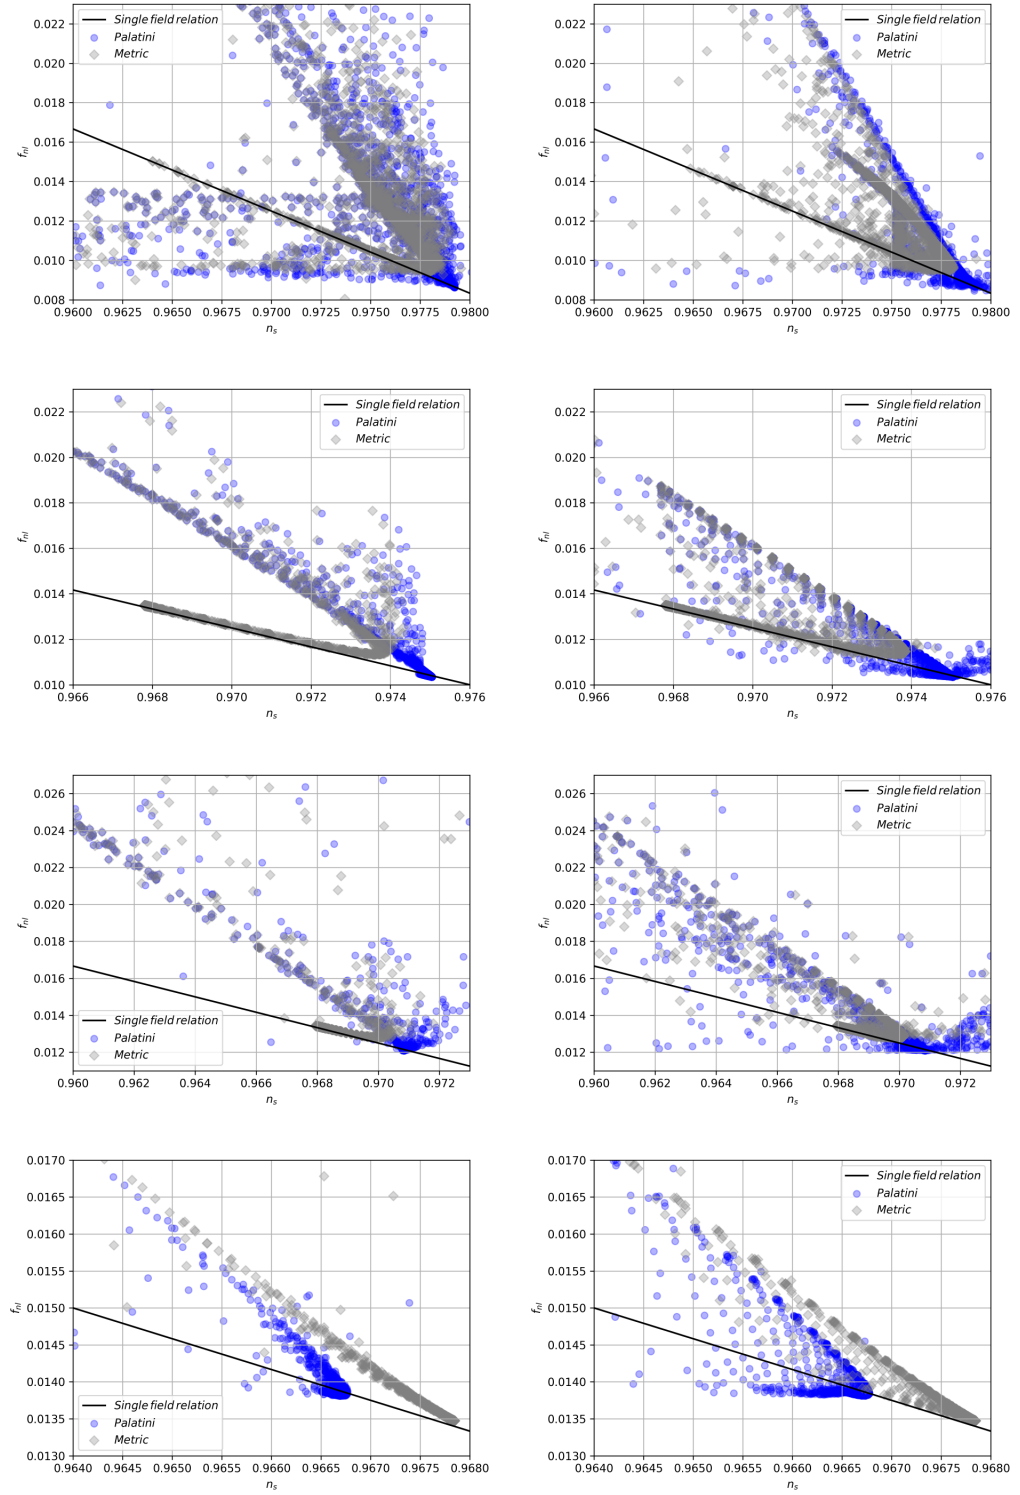 0.022
0.020
0.018
0.016
0.014
0.012
0.010
0.008
f_nl
0.9600 0.9625 0.9650 0.9675 0.9700 0.9725 0.9750 0.9775 0.9800
n_s
Single field relation
Palatini
Metric
0.022
0.020
0.018
0.016
0.014
0.012
0.010
0.008
f_nl
0.9600 0.9625 0.9650 0.9675 0.9700 0.9725 0.9750 0.9775 0.9800
n_s
Single field relation
Palatini
Metric
0.022
0.020
0.018
0.016
0.014
0.012
0.010
f_nl
0.966 0.968 0.970 0.972 0.974 0.976
n_s
Single field relation
Palatini
Metric
0.022
0.020
0.018
0.016
0.014
0.012
0.010
f_nl
0.966 0.968 0.970 0.972 0.974 0.976
n_s
Single field relation
Palatini
Metric
0.026
0.024
0.022
0.020
0.018
0.016
0.014
0.012
f_nl
0.960 0.962 0.964 0.966 0.968 0.970 0.972
n_s
Single field relation
Palatini
Metric
0.026
0.024
0.022
0.020
0.018
0.016
0.014
0.012
f_nl
0.960 0.962 0.964 0.966 0.968 0.970 0.972
n_s
Single field relation
Palatini
Metric
0.0170
0.0165
0.0160
0.0155
0.0150
0.0145
0.0140
0.0135
0.0130
f_nl
0.9640 0.9645 0.9650 0.9655 0.9660 0.9665 0.9670 0.9675 0.9680
n_s
Single field relation
Palatini
Metric
0.0170
0.0165
0.0160
0.0155
0.0150
0.0145
0.0140
0.0135
0.0130
f_nl
0.9640 0.9645 0.9650 0.9655 0.9660 0.9665 0.9670 0.9675 0.9680
n_s
Single field relation
Palatini
Metric